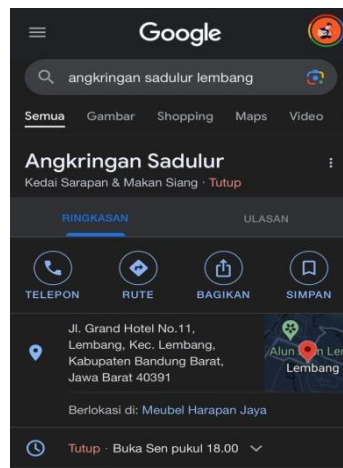 Google
angkringan sadulur lembang
Semua Gambar Shopping Maps Video
Angkringan Sadulur
Kedai Sarapan & Makan Siang · Tutup
RINGKASAN ULASAN
TELEPON RUTE BAGIKAN SIMPAN
Jl. Grand Hotel No.11,
Lembang, Kec. Lembang,
Kabupaten Bandung Barat,
Jawa Barat 40391
Alun
Lembang
Berlokasi di: Meubel Harapan Jaya
Tutup · Buka Sen pukul 18.00